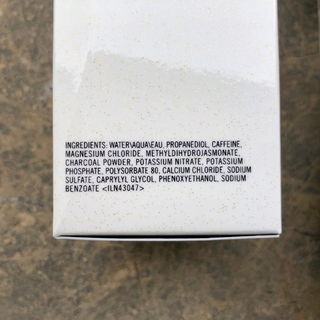 INGREDIENTS: WATER\AQUA\EAU, PROPANEDIOL, CAFFEINE,
MAGNESIUM CHLORIDE, METHYLDIHYDROJASMONATE,
CHARCOAL POWDER, POTASSIUM NITRATE, POTASSIUM
PHOSPHATE, POLYSORBATE 80, CALCIUM CHLORIDE, SODIUM
SULFATE, CAPRYLYL GLYCOL, PHENOXYETHANOL, SODIUM
BENZOATE <ILN43047>